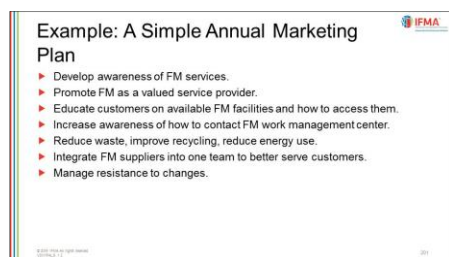 Example: A Simple Annual Marketing
Plan
IFMA
Develop awareness of FM services.
Promote FM as a valued service provider.
Educate customers on available FM facilities and how to access them.
Increase awareness of how to contact FM work management center.
Reduce waste, improve recycling, reduce energy use.
Integrate FM suppliers into one team to better serve customers.
Manage resistance to changes.